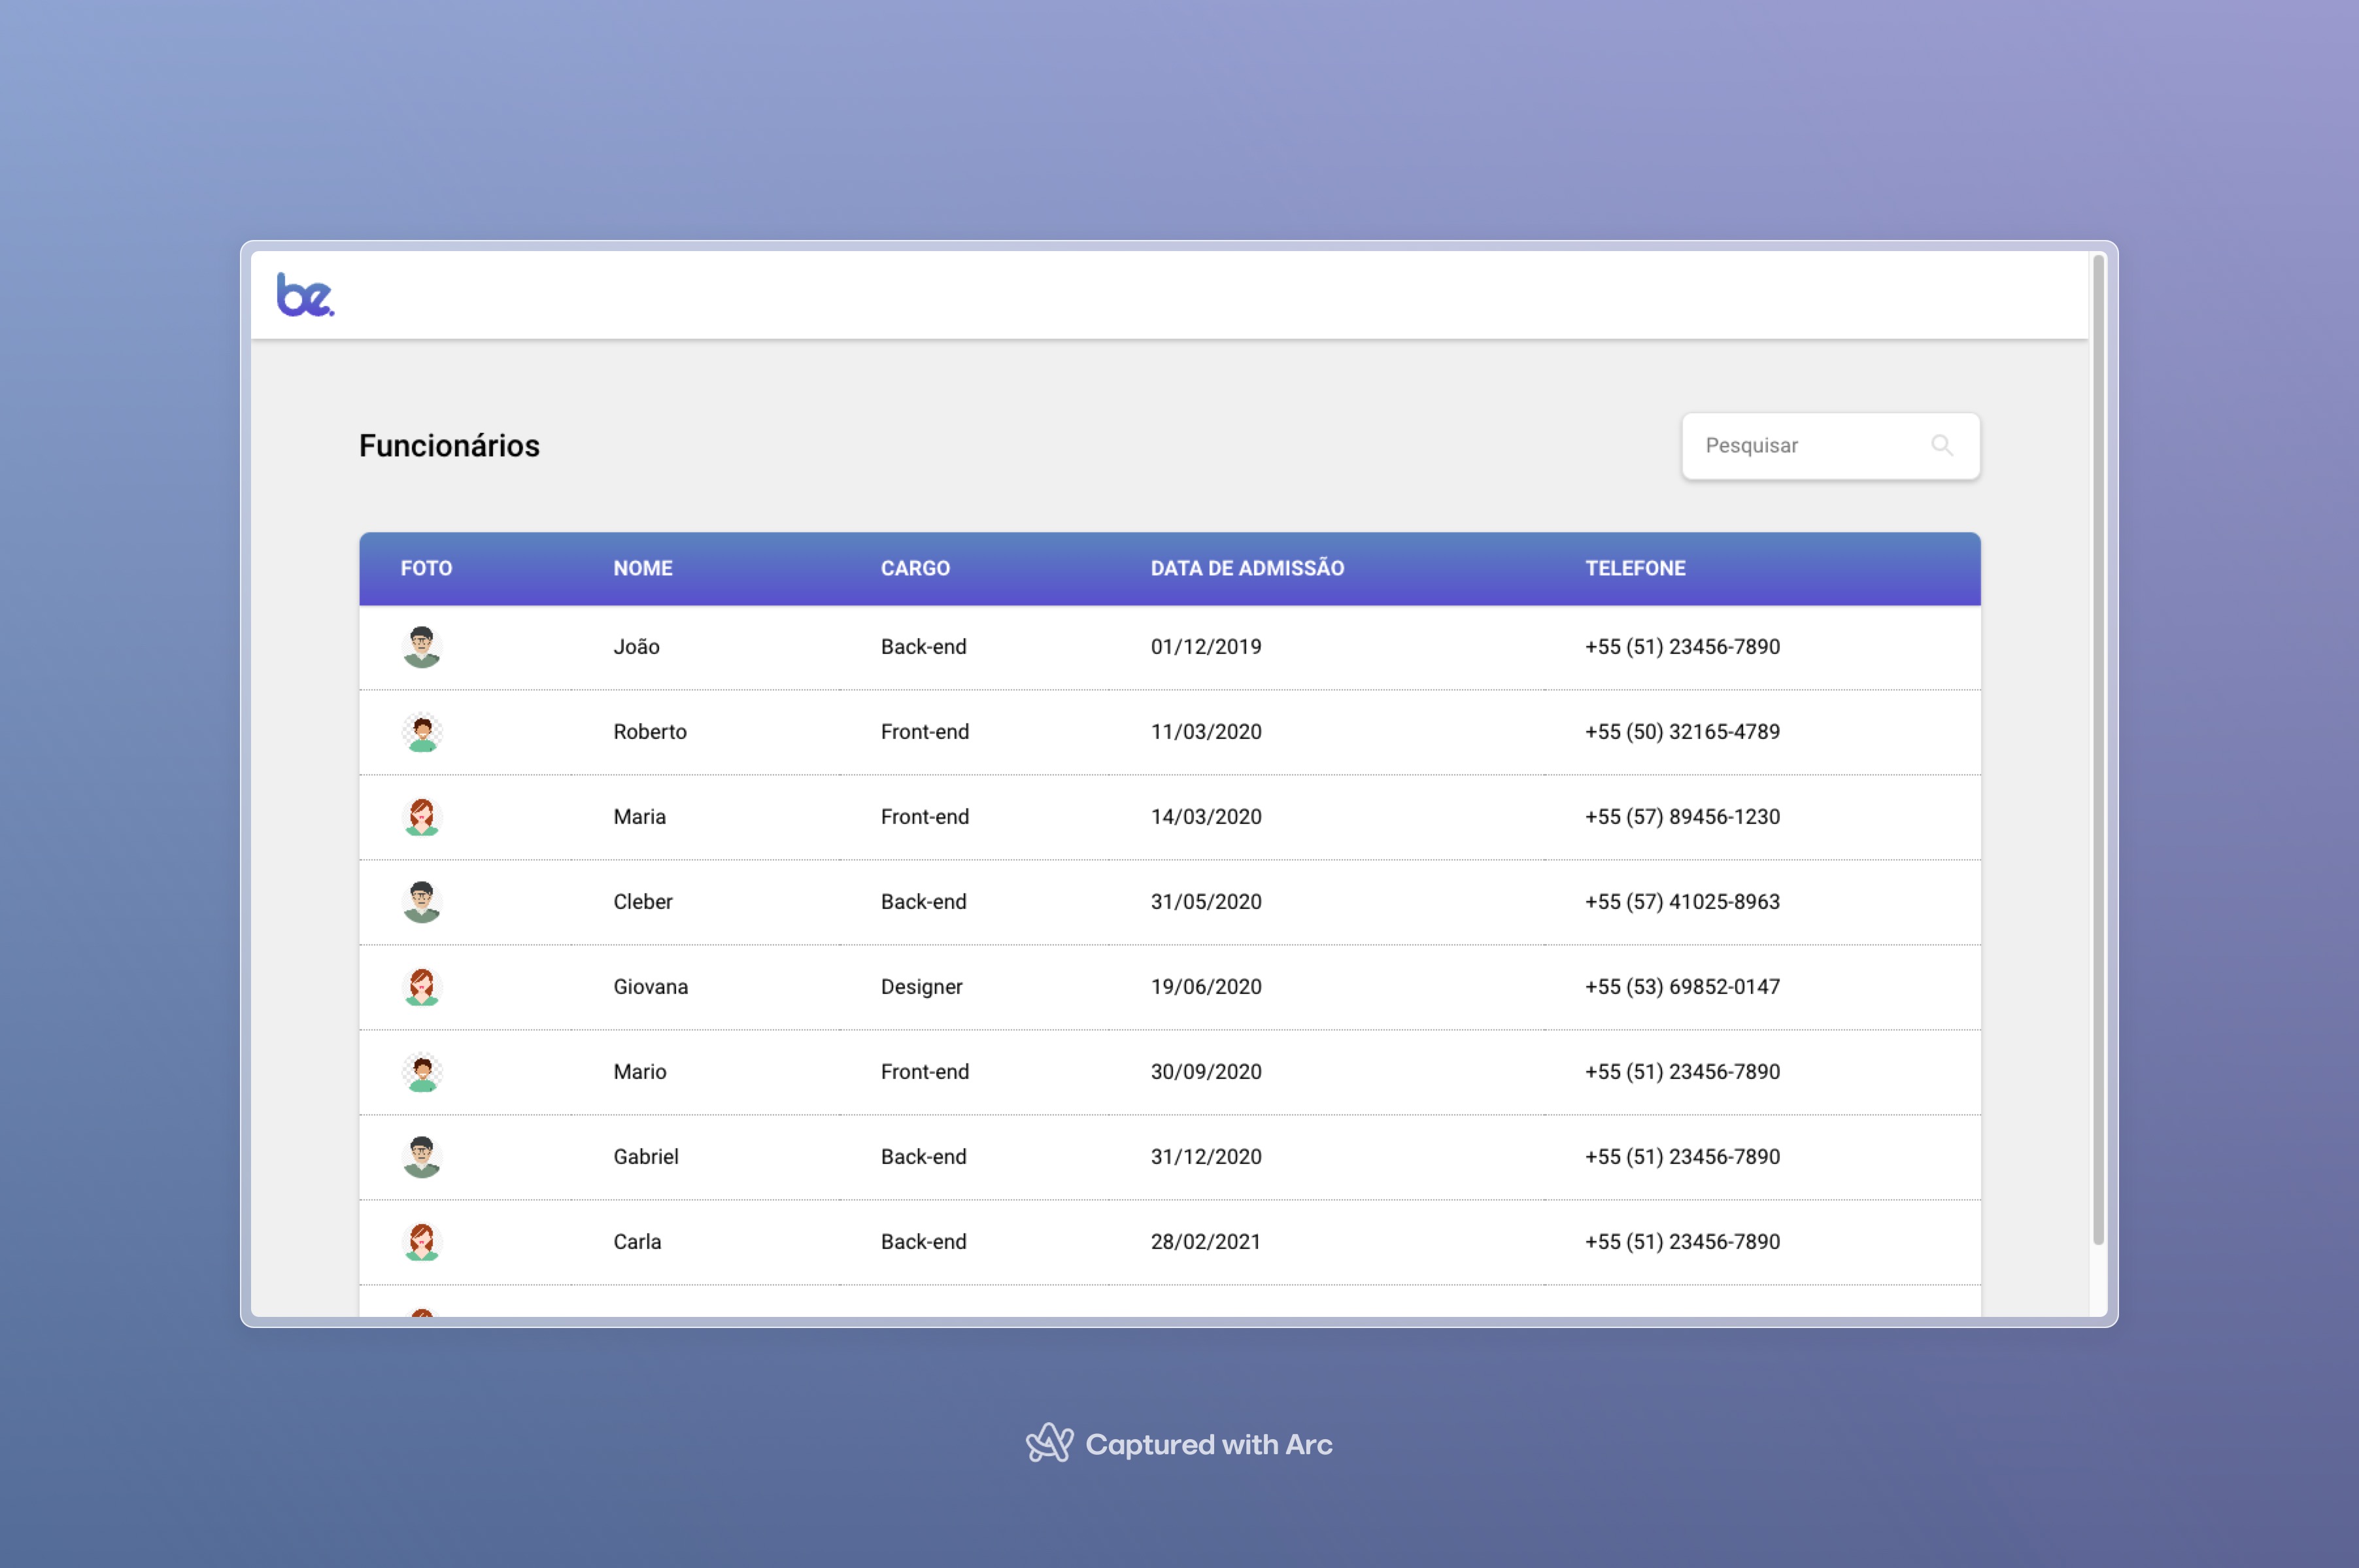 be.
Funcionários
Pesquisar
FOTO NOME CARGO DATA DE ADMISSÃO TELEFONE
João Back-end 01/12/2019 +55 (51) 23456-7890
Roberto Front-end 11/03/2020 +55 (50) 32165-4789
Maria Front-end 14/03/2020 +55 (57) 89456-1230
Cleber Back-end 31/05/2020 +55 (57) 41025-8963
Giovana Designer 19/06/2020 +55 (53) 69852-0147
Mario Front-end 30/09/2020 +55 (51) 23456-7890
Gabriel Back-end 31/12/2020 +55 (51) 23456-7890
Carla Back-end 28/02/2021 +55 (51) 23456-7890
Captured with Arc